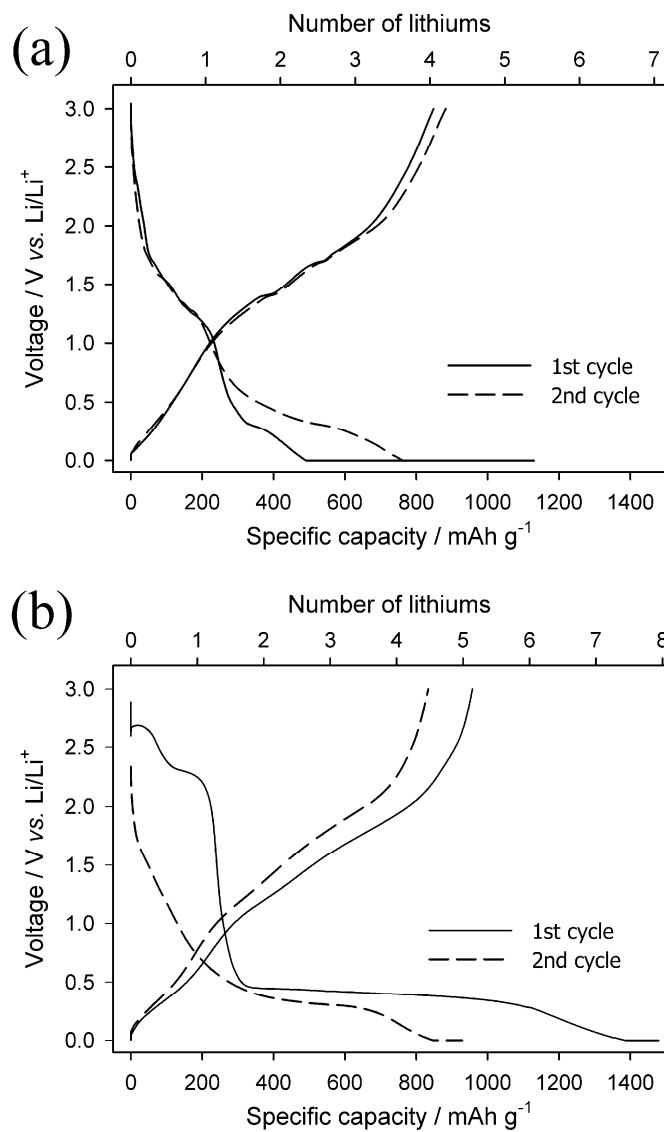 (a)
Number of lithiums
0 1 2 3 4 5 6 7
3.0
2.5
2.0
1.5
1.0
0.5
0.0
Voltage / V vs. Li/Li⁺
1st cycle
2nd cycle
0 200 400 600 800 1000 1200 1400
Specific capacity / mAh g⁻¹
(b)
Number of lithiums
0 1 2 3 4 5 6 7 8
3.0
2.5
2.0
1.5
1.0
0.5
0.0
Voltage / V vs. Li/Li⁺
1st cycle
2nd cycle
0 200 400 600 800 1000 1200 1400
Specific capacity / mAh g⁻¹